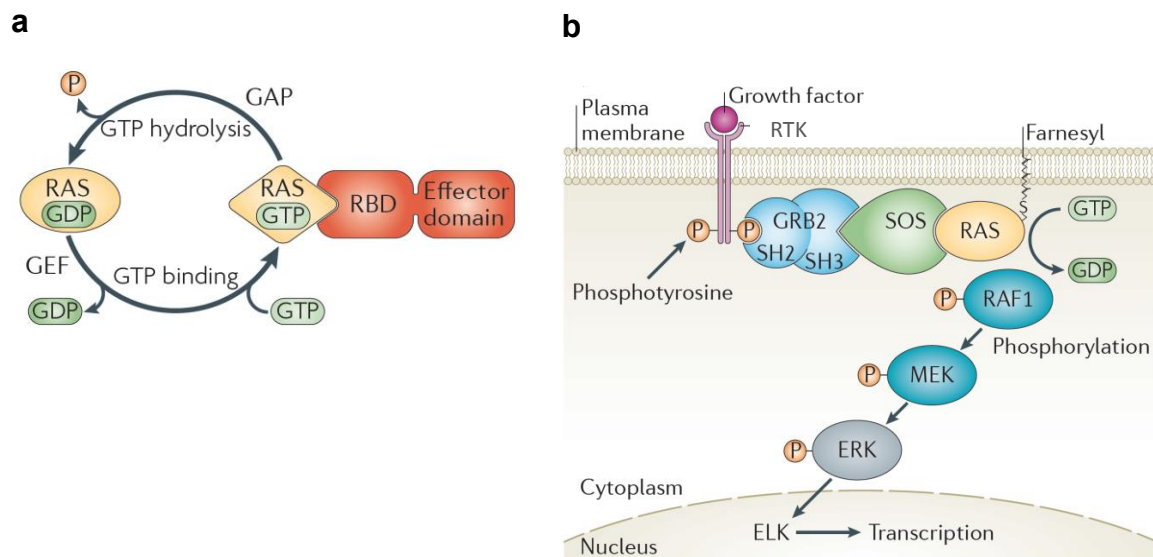 a
P
GAP
GTP hydrolysis
RAS
GDP
RAS
GTP
RBD
Effector
domain
GEF
GTP binding
GDP
GTP
b
Plasma
membrane
Growth factor
RTK
Farnesyl
P
P
GRB2
SH2
SH3
SOS
RAS
S
GTP
GDP
Phosphotyrosine
P
RAF1
Phosphorylation
P
MEK
P
ERK
Cytoplasm
ELK
Transcription
Nucleus